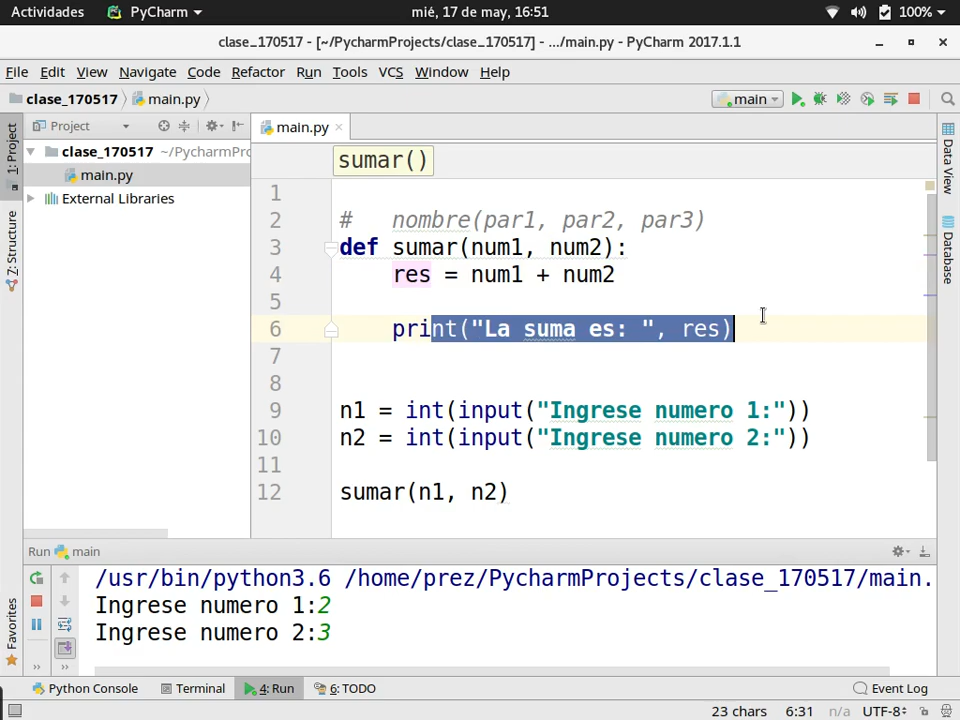 Actividades PyCharm mié, 17 de may, 16:51 100%
clase_170517 - [~/PycharmProjects/clase_170517] - .../main.py - PyCharm 2017.1.1
File Edit View Navigate Code Refactor Run Tools VCS Window Help
clase_170517 main.py main
1: Project
7: Structure
Favorites
Project
clase_170517 ~/PycharmPro
main.py
External Libraries
main.py
sumar()
1
2 # nombre(par1, par2, par3)
3 def sumar(num1, num2):
4 res = num1 + num2
5
6 print("La suma es: ", res)
7
8
9 n1 = int(input("Ingrese numero 1:"))
10 n2 = int(input("Ingrese numero 2:"))
11
12 sumar(n1, n2)
Data View
Database
Run main
/usr/bin/python3.6 /home/prez/PycharmProjects/clase_170517/main.
Ingrese numero 1:2
Ingrese numero 2:3
Python Console Terminal 4: Run 6: TODO Event Log
23 chars 6:31 n/a UTF-8